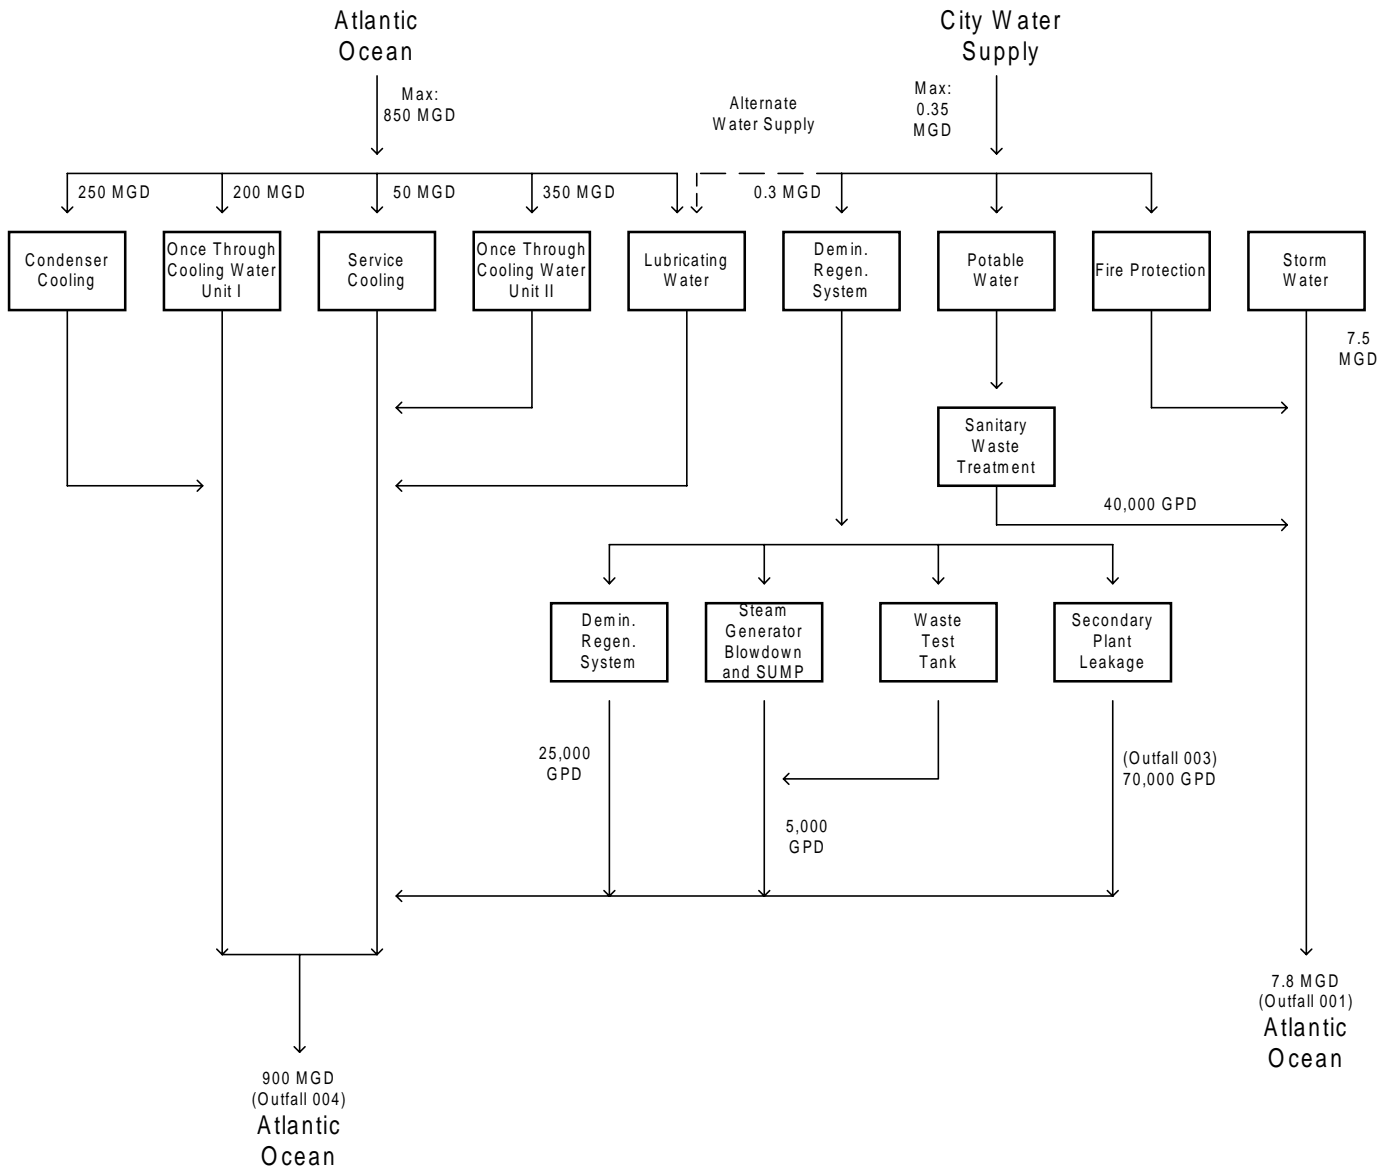 Atlantic
Ocean
City Water
Supply
Max:
850 MGD
Alternate
Water Supply
Max:
0.35
MGD
250 MGD
200 MGD
50 MGD
350 MGD
0.3 MGD
Condenser
Cooling
Once Through
Cooling Water
Unit I
Service
Cooling
Once Through
Cooling Water
Unit II
Lubricating
Water
Demin.
Regen.
System
Potable
Water
Fire Protection
Storm
Water
7.5
MGD
Sanitary
Waste
Treatment
40,000 GPD
Demin.
Regen.
System
Steam
Generator
Blowdown
and SUMP
Waste
Test
Tank
Secondary
Plant
Leakage
25,000
GPD
5,000
GPD
(Outfall 003)
70,000 GPD
7.8 MGD
(Outfall 001)
Atlantic
Ocean
900 MGD
(Outfall 004)
Atlantic
Ocean